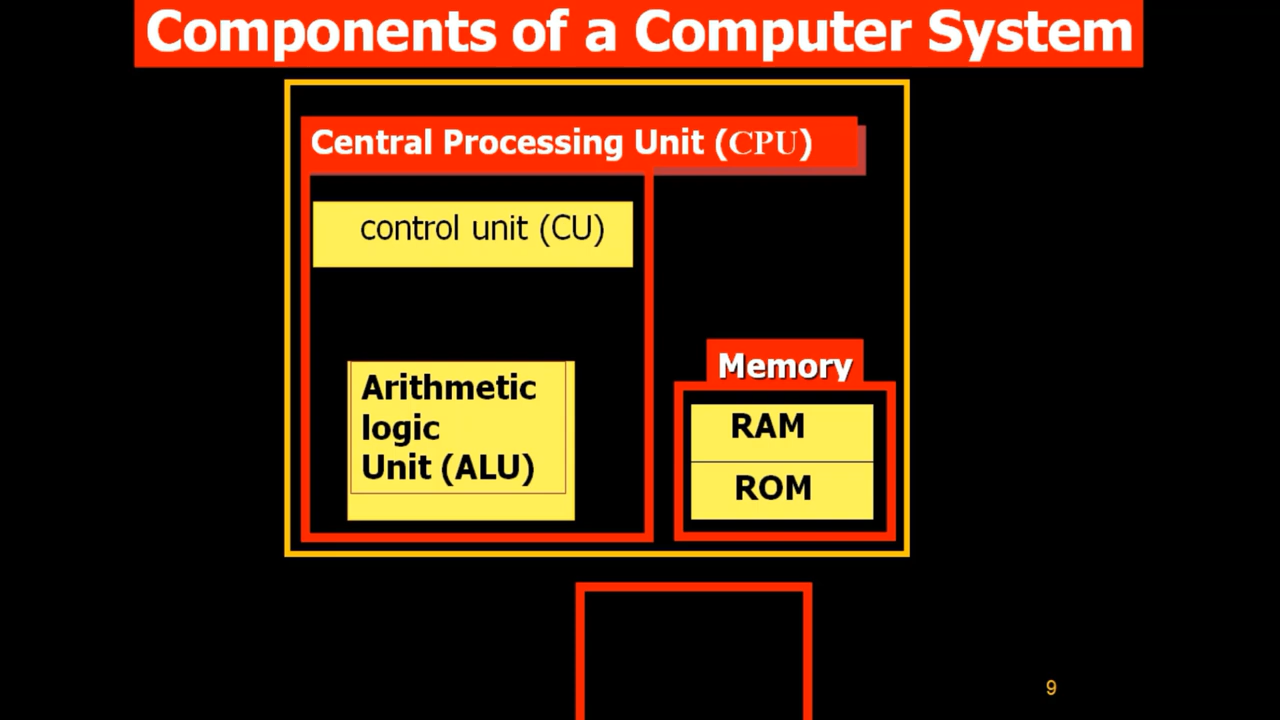 Components of a Computer System
Central Processing Unit (CPU)
control unit (CU)
Arithmetic
logic
Unit (ALU)
Memory
RAM
ROM
9